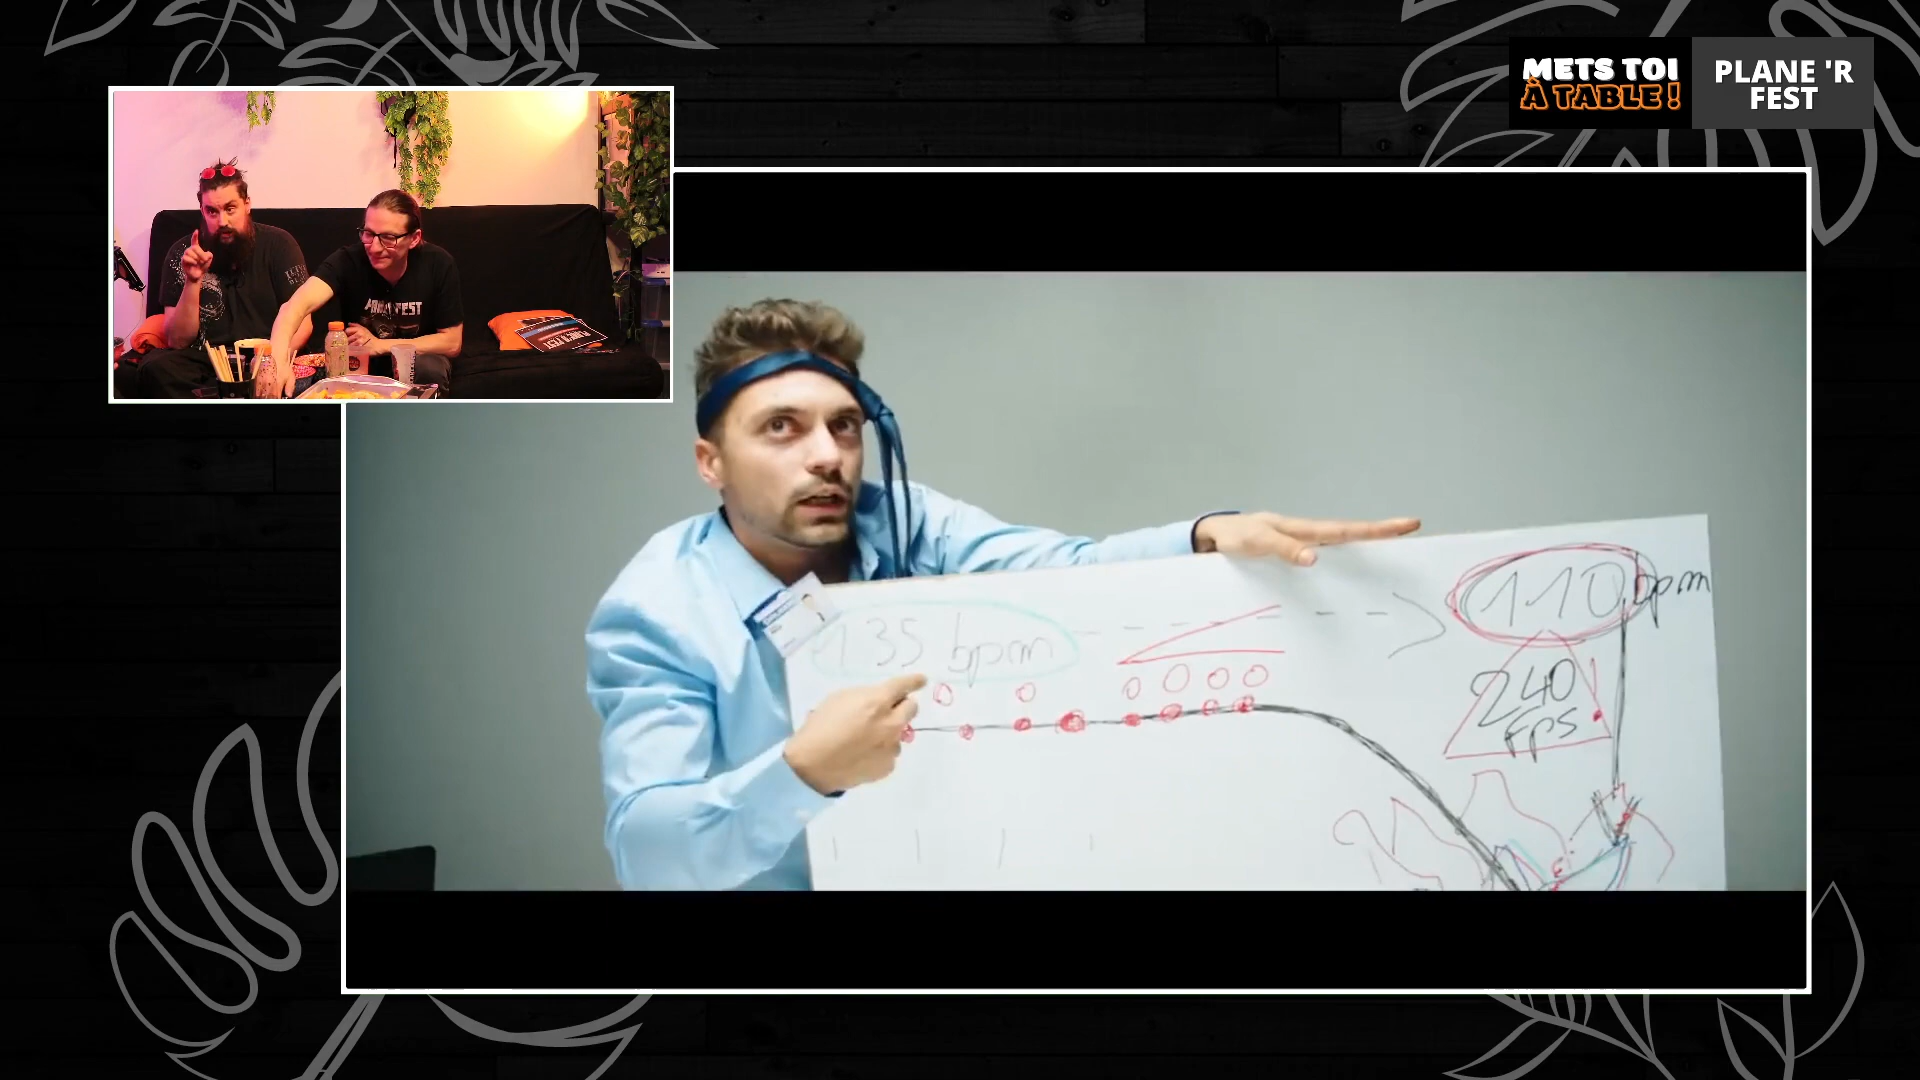 METS TOI
À TABLE !
PLANE 'R
FEST
135 bpm
110 bpm
240
FPS